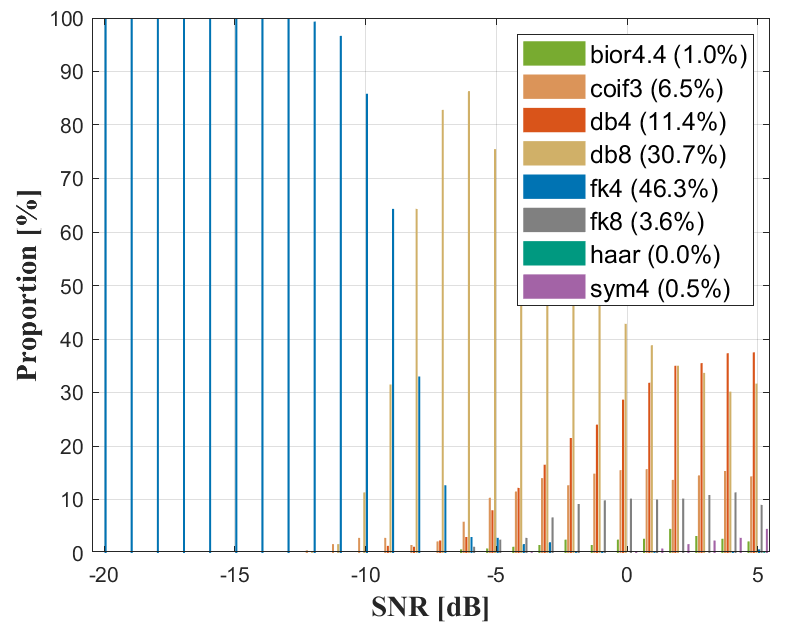 100
90
80
70
60
50
40
30
20
10
0
Proportion [%]
bior4.4 (1.0%)
coif3 (6.5%)
db4 (11.4%)
db8 (30.7%)
fk4 (46.3%)
fk8 (3.6%)
haar (0.0%)
sym4 (0.5%)
-20 -15 -10 -5 0 5
SNR [dB]